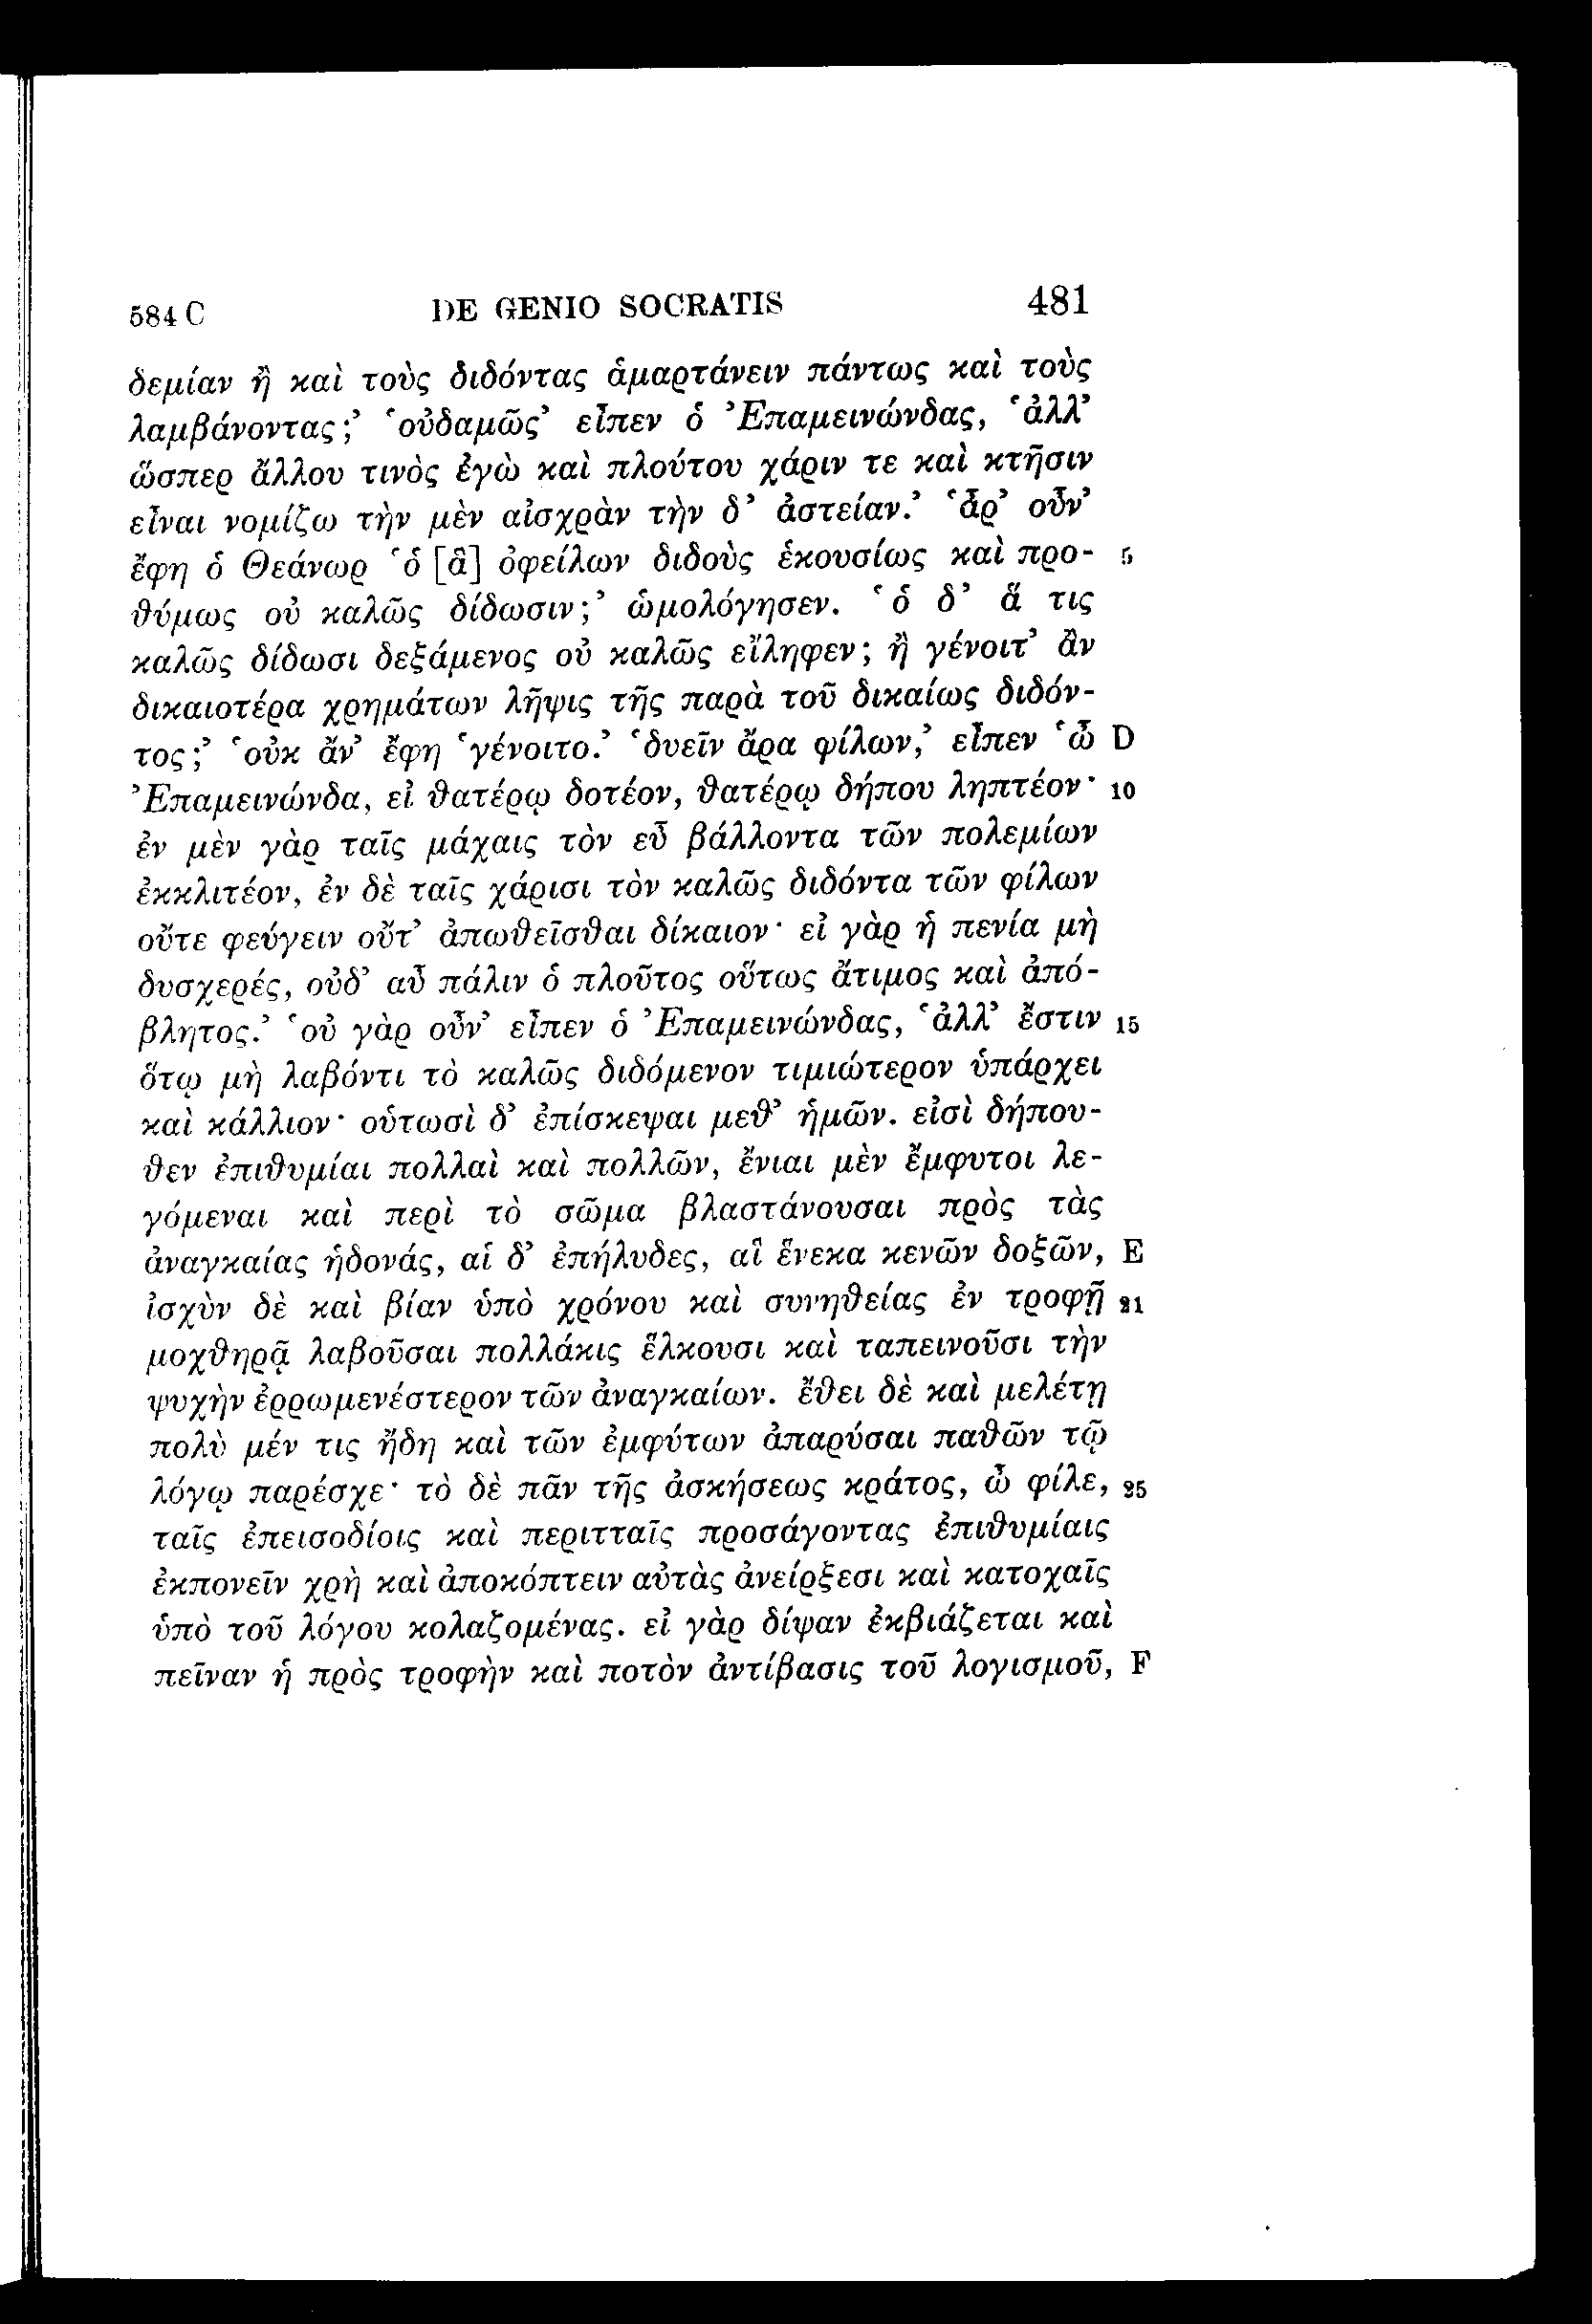 584 C DE GENIO SOCRATIS 481
δεμίαν ἢ καὶ τοὺς διδόντας ἁμαρτάνειν πάντως καὶ τοὺς
λαμβάνοντας;’ ‘οὐδαμῶς’ εἶπεν ὁ Ἐπαμεινώνδας, ‘ἀλλ’
ὥσπερ ἄλλου τινὸς ἐγὼ καὶ πλούτου χάριν τε καὶ κτῆσιν
εἶναι νομίζω τὴν μὲν αἰσχρὰν τὴν δ’ ἀστείαν.’ ‘ἆρ’ οὖν’
ἔφη ὁ Θεάνωρ ‘ὁ [ἃ] ὀφείλων διδοὺς ἑκουσίως καὶ προ- 5
θύμως οὐ καλῶς δίδωσιν;’ ὡμολόγησεν. ‘ὁ δ’ ἅ τις
καλῶς δίδωσι δεξάμενος οὐ καλῶς εἴληφεν; ἢ γένοιτ’ ἂν
δικαιοτέρα χρημάτων λῆψις τῆς παρὰ τοῦ δικαίως διδόν-
τος;’ ‘οὐκ ἄν’ ἔφη ‘γένοιτο.’ ‘δυεῖν ἄρα φίλων,’ εἶπεν ‘ὦ D
Ἐπαμεινώνδα, εἰ θατέρῳ δοτέον, θατέρῳ δήπου ληπτέον· 10
ἐν μὲν γὰρ ταῖς μάχαις τὸν εὖ βάλλοντα τῶν πολεμίων
ἐκκλιτέον, ἐν δὲ ταῖς χάρισι τὸν καλῶς διδόντα τῶν φίλων
οὔτε φεύγειν οὔτ’ ἀπωθεῖσθαι δίκαιον· εἰ γὰρ ἡ πενία μὴ
δυσχερές, οὐδ’ αὖ πάλιν ὁ πλοῦτος οὕτως ἄτιμος καὶ ἀπό-
βλητος.’ ‘οὐ γὰρ οὖν’ εἶπεν ὁ Ἐπαμεινώνδας, ‘ἀλλ’ ἔστιν 15
ὅτῳ μὴ λαβόντι τὸ καλῶς διδόμενον τιμιώτερον ὑπάρχει
καὶ κάλλιον· οὑτωσὶ δ’ ἐπίσκεψαι μεθ’ ἡμῶν. εἰσὶ δήπου-
θεν ἐπιθυμίαι πολλαὶ καὶ πολλῶν, ἔνιαι μὲν ἔμφυτοι λε-
γόμεναι καὶ περὶ τὸ σῶμα βλαστάνουσαι πρὸς τὰς
ἀναγκαίας ἡδονάς, αἱ δ’ ἐπήλυδες, αἳ ἕνεκα κενῶν δοξῶν, E
ἰσχὺν δὲ καὶ βίαν ὑπὸ χρόνου καὶ συνηθείας ἐν τροφῇ 21
μοχθηρᾷ λαβοῦσαι πολλάκις ἕλκουσι καὶ ταπεινοῦσι τὴν
ψυχὴν ἐρρωμενέστερον τῶν ἀναγκαίων. ἔθει δὲ καὶ μελέτῃ
πολὺ μέν τις ἤδη καὶ τῶν ἐμφύτων ἀπαρύσαι παθῶν τῷ
λόγῳ παρέσχε· τὸ δὲ πᾶν τῆς ἀσκήσεως κράτος, ὦ φίλε, 25
ταῖς ἐπεισοδίοις καὶ περιτταῖς προσάγοντας ἐπιθυμίαις
ἐκπονεῖν χρὴ καὶ ἀποκόπτειν αὐτὰς ἀνείρξεσι καὶ κατοχαῖς
ὑπὸ τοῦ λόγου κολαζομένας. εἰ γὰρ δίψαν ἐκβιάζεται καὶ
πεῖναν ἡ πρὸς τροφὴν καὶ ποτὸν ἀντίβασις τοῦ λογισμοῦ, F